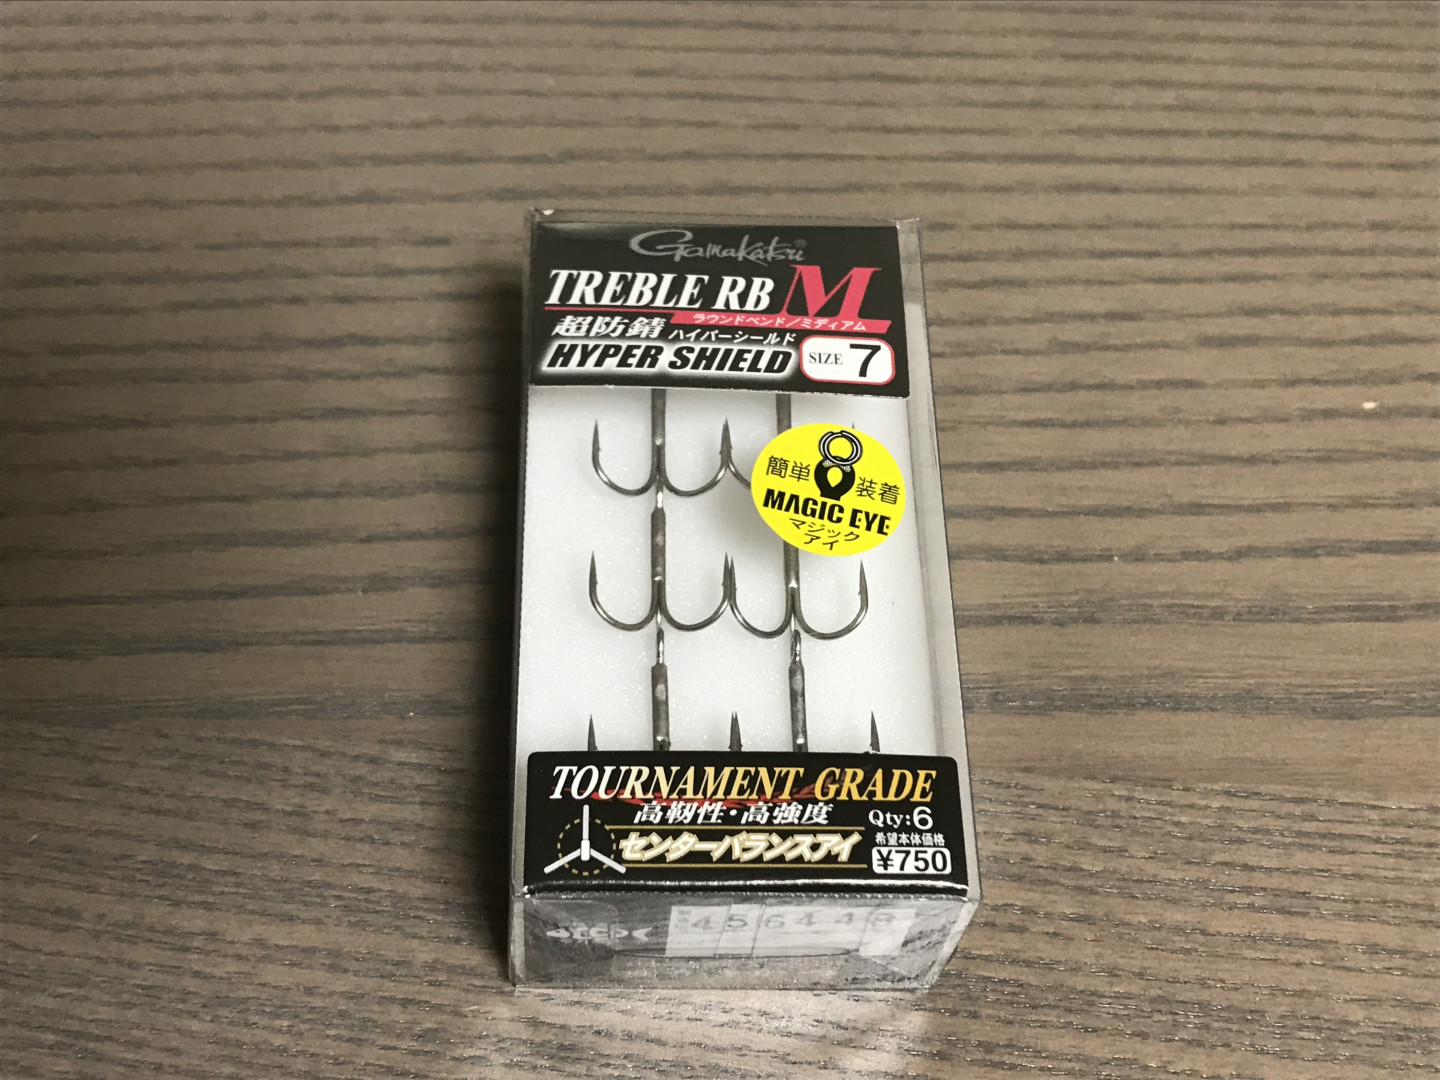 Gamakatsu®
TREBLE RB M
ラウンドベンド/ミディアム
超防錆 ハイパーシールド
HYPER SHIELD
SIZE 7
簡単装着
MAGIC EYE
マジック
アイ
TOURNAMENT GRADE
高靭性・高強度
Qty:6
センターバランスアイ
希望本体価格
¥750